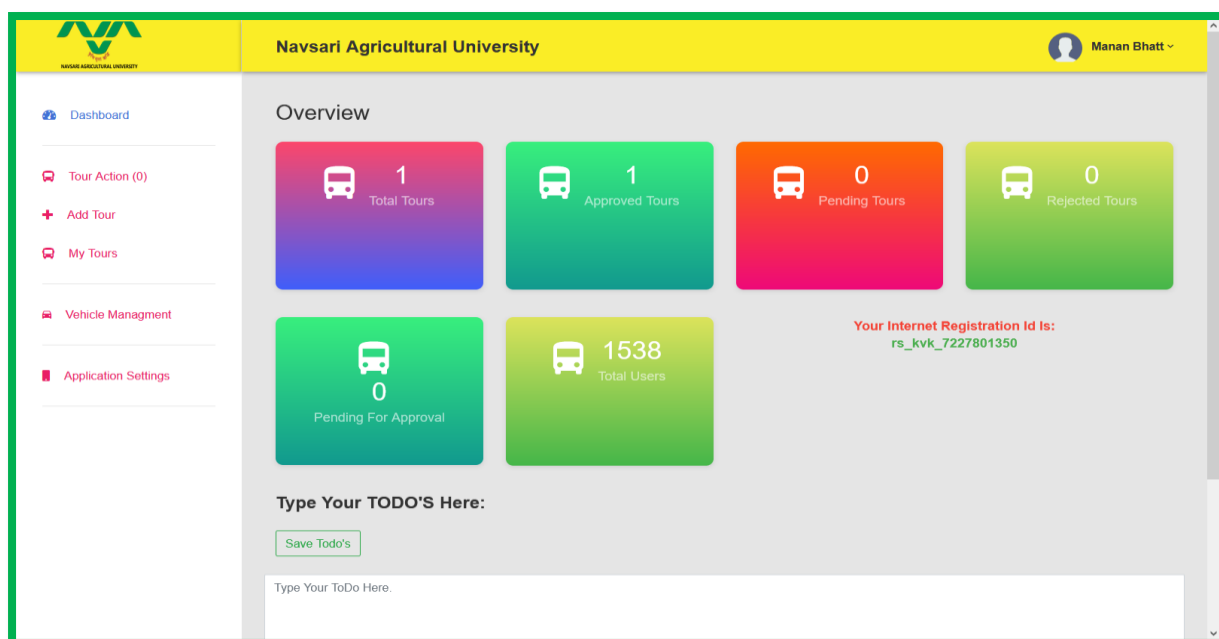 NAVSARI AGRICULTURAL UNIVERSITY
Navsari Agricultural University
Manan Bhatt
Dashboard
Tour Action (0)
Add Tour
My Tours
Vehicle Managment
Application Settings
Overview
1
Total Tours
1
Approved Tours
0
Pending Tours
0
Rejected Tours
0
Pending For Approval
1538
Total Users
Your Internet Registration Id Is:
rs_kvk_7227801350
Type Your TODO'S Here:
Save Todo's
Type Your ToDo Here.